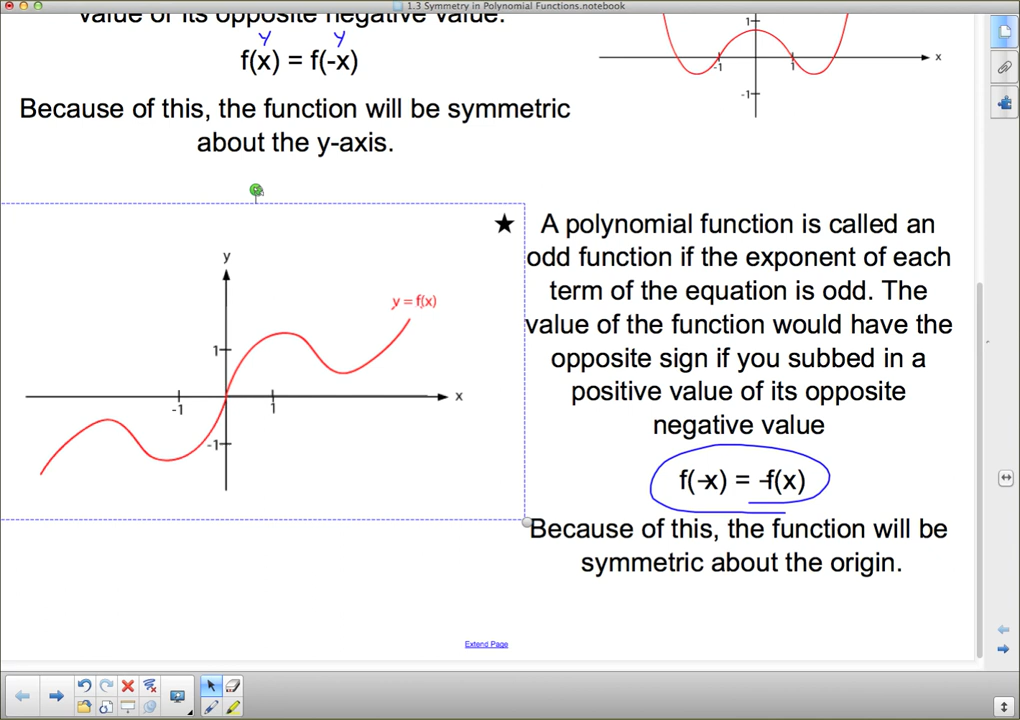 1.3 Symmetry in Polynomial Functions.notebook
value of its opposite negative value.
y y
f(x) = f(-x)
Because of this, the function will be symmetric
about the y-axis.
1
-1
1
x
-1
y
y = f(x)
1
x
-1
1
-1
★ A polynomial function is called an
odd function if the exponent of each
term of the equation is odd. The
value of the function would have the
opposite sign if you subbed in a
positive value of its opposite
negative value
f(-x) = -f(x)
Because of this, the function will be
symmetric about the origin.
Extend Page